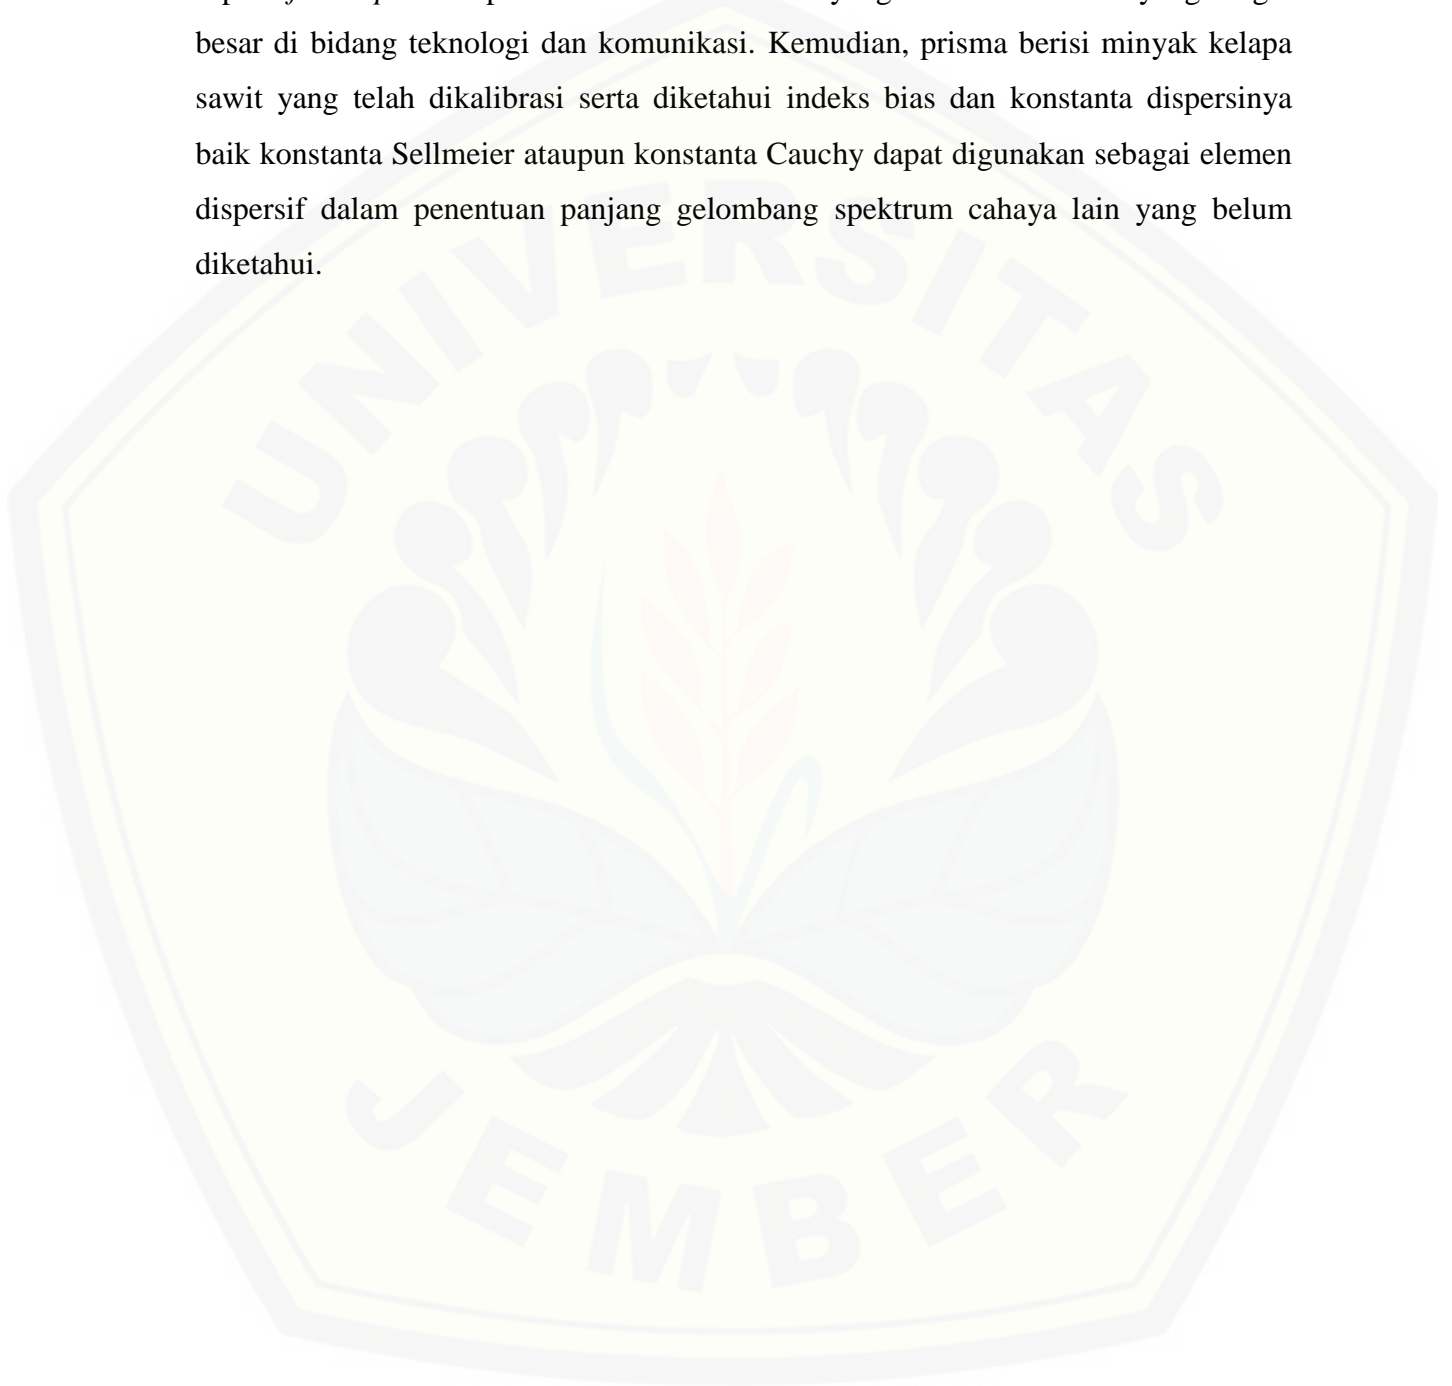 besar di bidang teknologi dan komunikasi. Kemudian, prisma berisi minyak kelapa
sawit yang telah dikalibrasi serta diketahui indeks bias dan konstanta dispersinya
baik konstanta Sellmeier ataupun konstanta Cauchy dapat digunakan sebagai elemen
dispersif dalam penentuan panjang gelombang spektrum cahaya lain yang belum
diketahui.
UNIVERSITAS
JEMBER